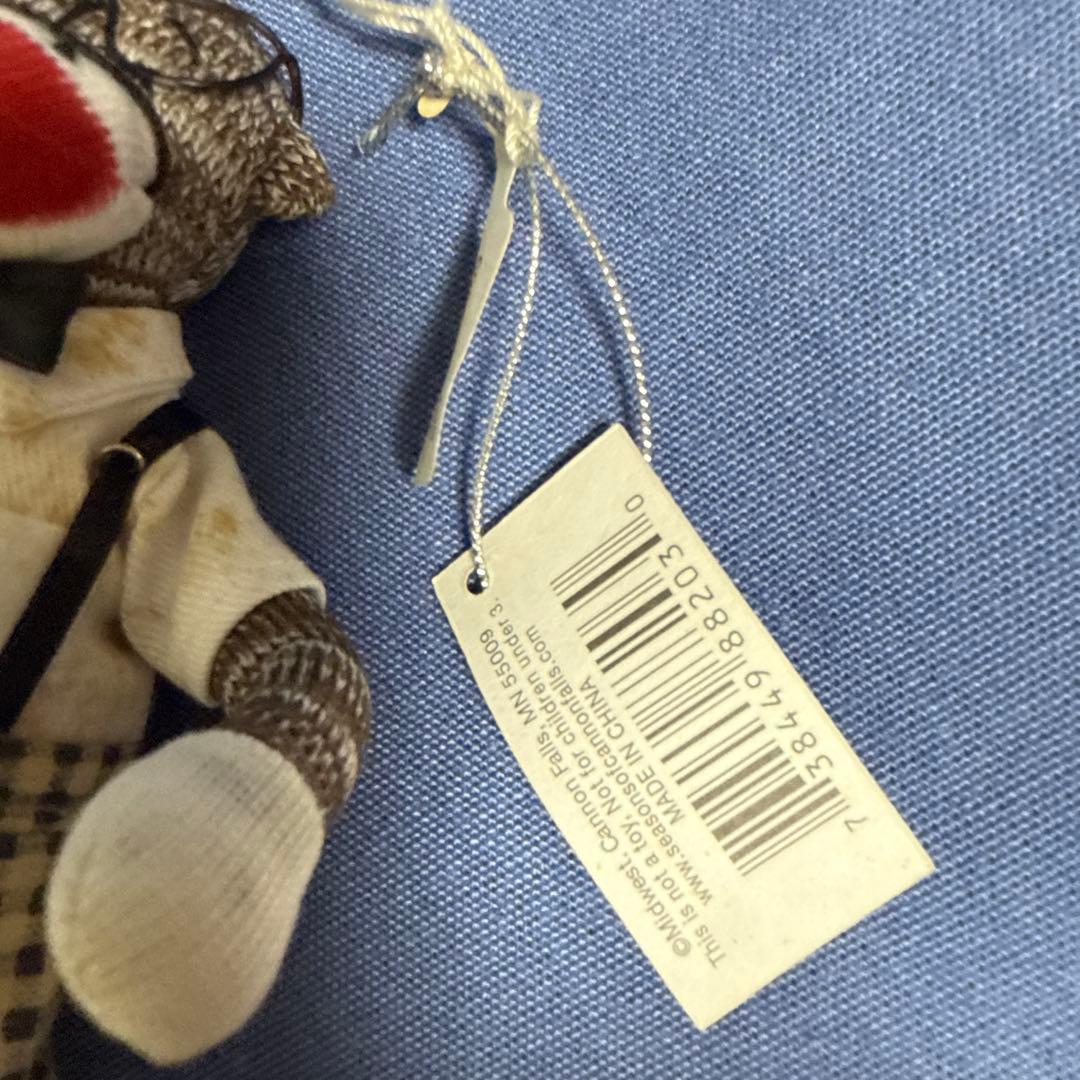 ©Midwest, Cannon Falls, MN 55009
This is not a toy. Not for children under 3.
www.seasonsofcannonfalls.com
MADE IN CHINA
7 38449 88203 0